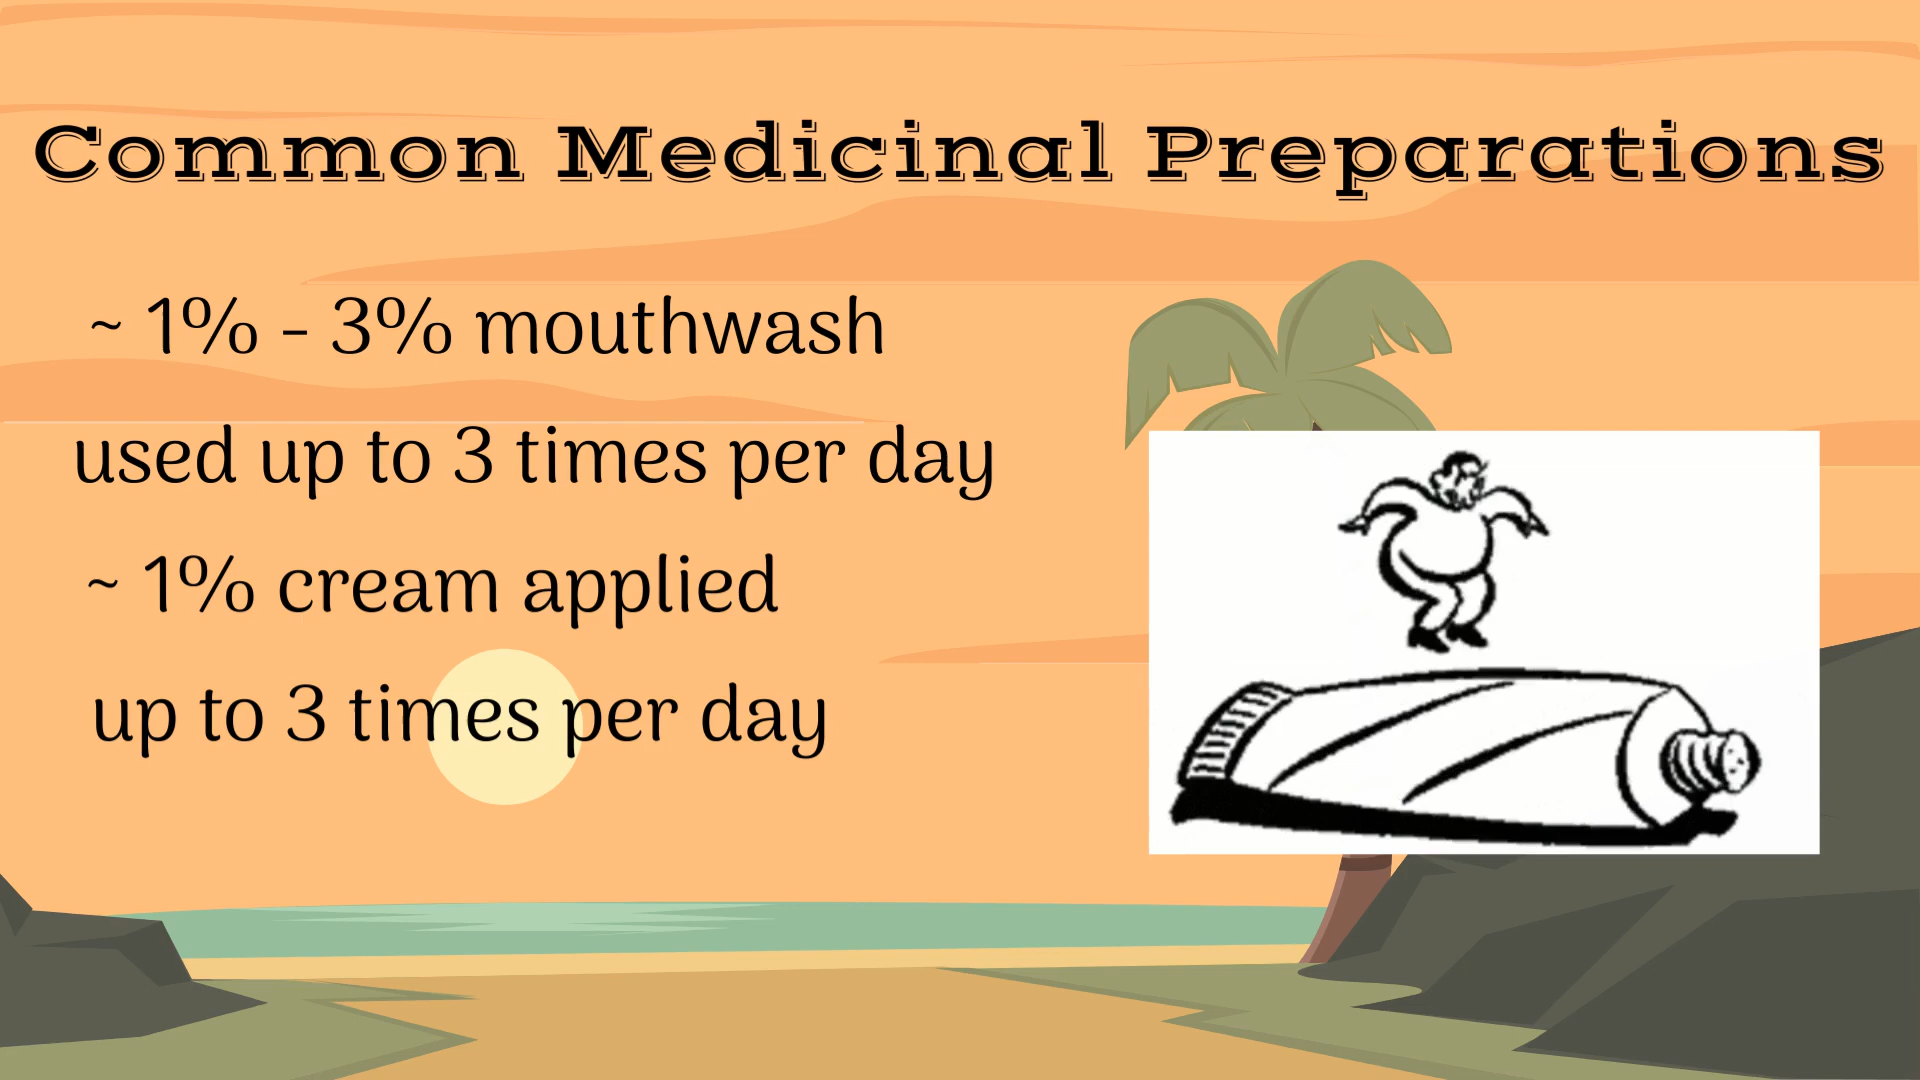 Common Medicinal Preparations
~ 1% - 3% mouthwash
used up to 3 times per day
~ 1% cream applied
up to 3 times per day